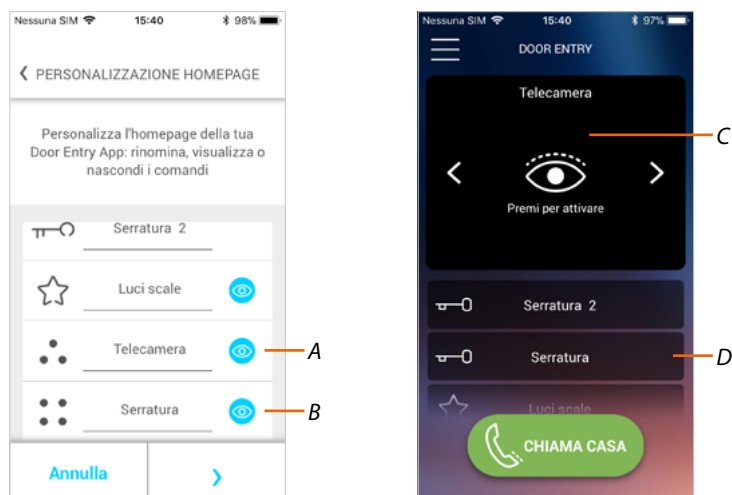 Nessuna SIM 15:40 98%
PERSONALIZZAZIONE HOMEPAGE
Personalizza l'homepage della tua
Door Entry App: rinomina, visualizza o
nascondi i comandi
Serratura 2
Luci scale
Telecamera
A
Serratura
B
Annulla
Nessuna SIM 15:40 97%
DOOR ENTRY
Telecamera
C
Premi per attivare
Serratura 2
Serratura
D
Luci scale
CHIAMA CASA